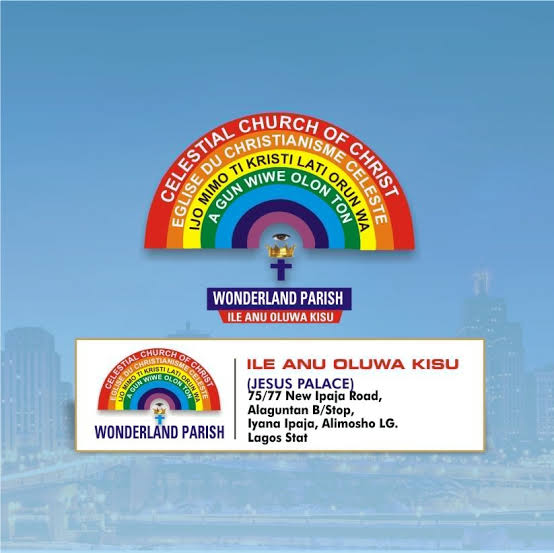 CELESTIAL CHURCH OF CHRIST
EGLISE DU CHRISTIANISME CELESTE
IJO MIMO TI KRISTI LATI ORUN WA
A GUN WIWE OLON TON
WONDERLAND PARISH
ILE ANU OLUWA KISU
CELESTIAL CHURCH OF CHRIST
EGLISE DU CHRISTIANISME CELESTE
IJO MIMO TI KRISTI LATI ORUN WA
A GUN WIWE OLON TON
WONDERLAND PARISH
ILE ANU OLUWA KISU
(JESUS PALACE)
75/77 New Ipaja Road,
Alaguntan B/Stop,
Iyana Ipaja, Alimosho LG.
Lagos Stat